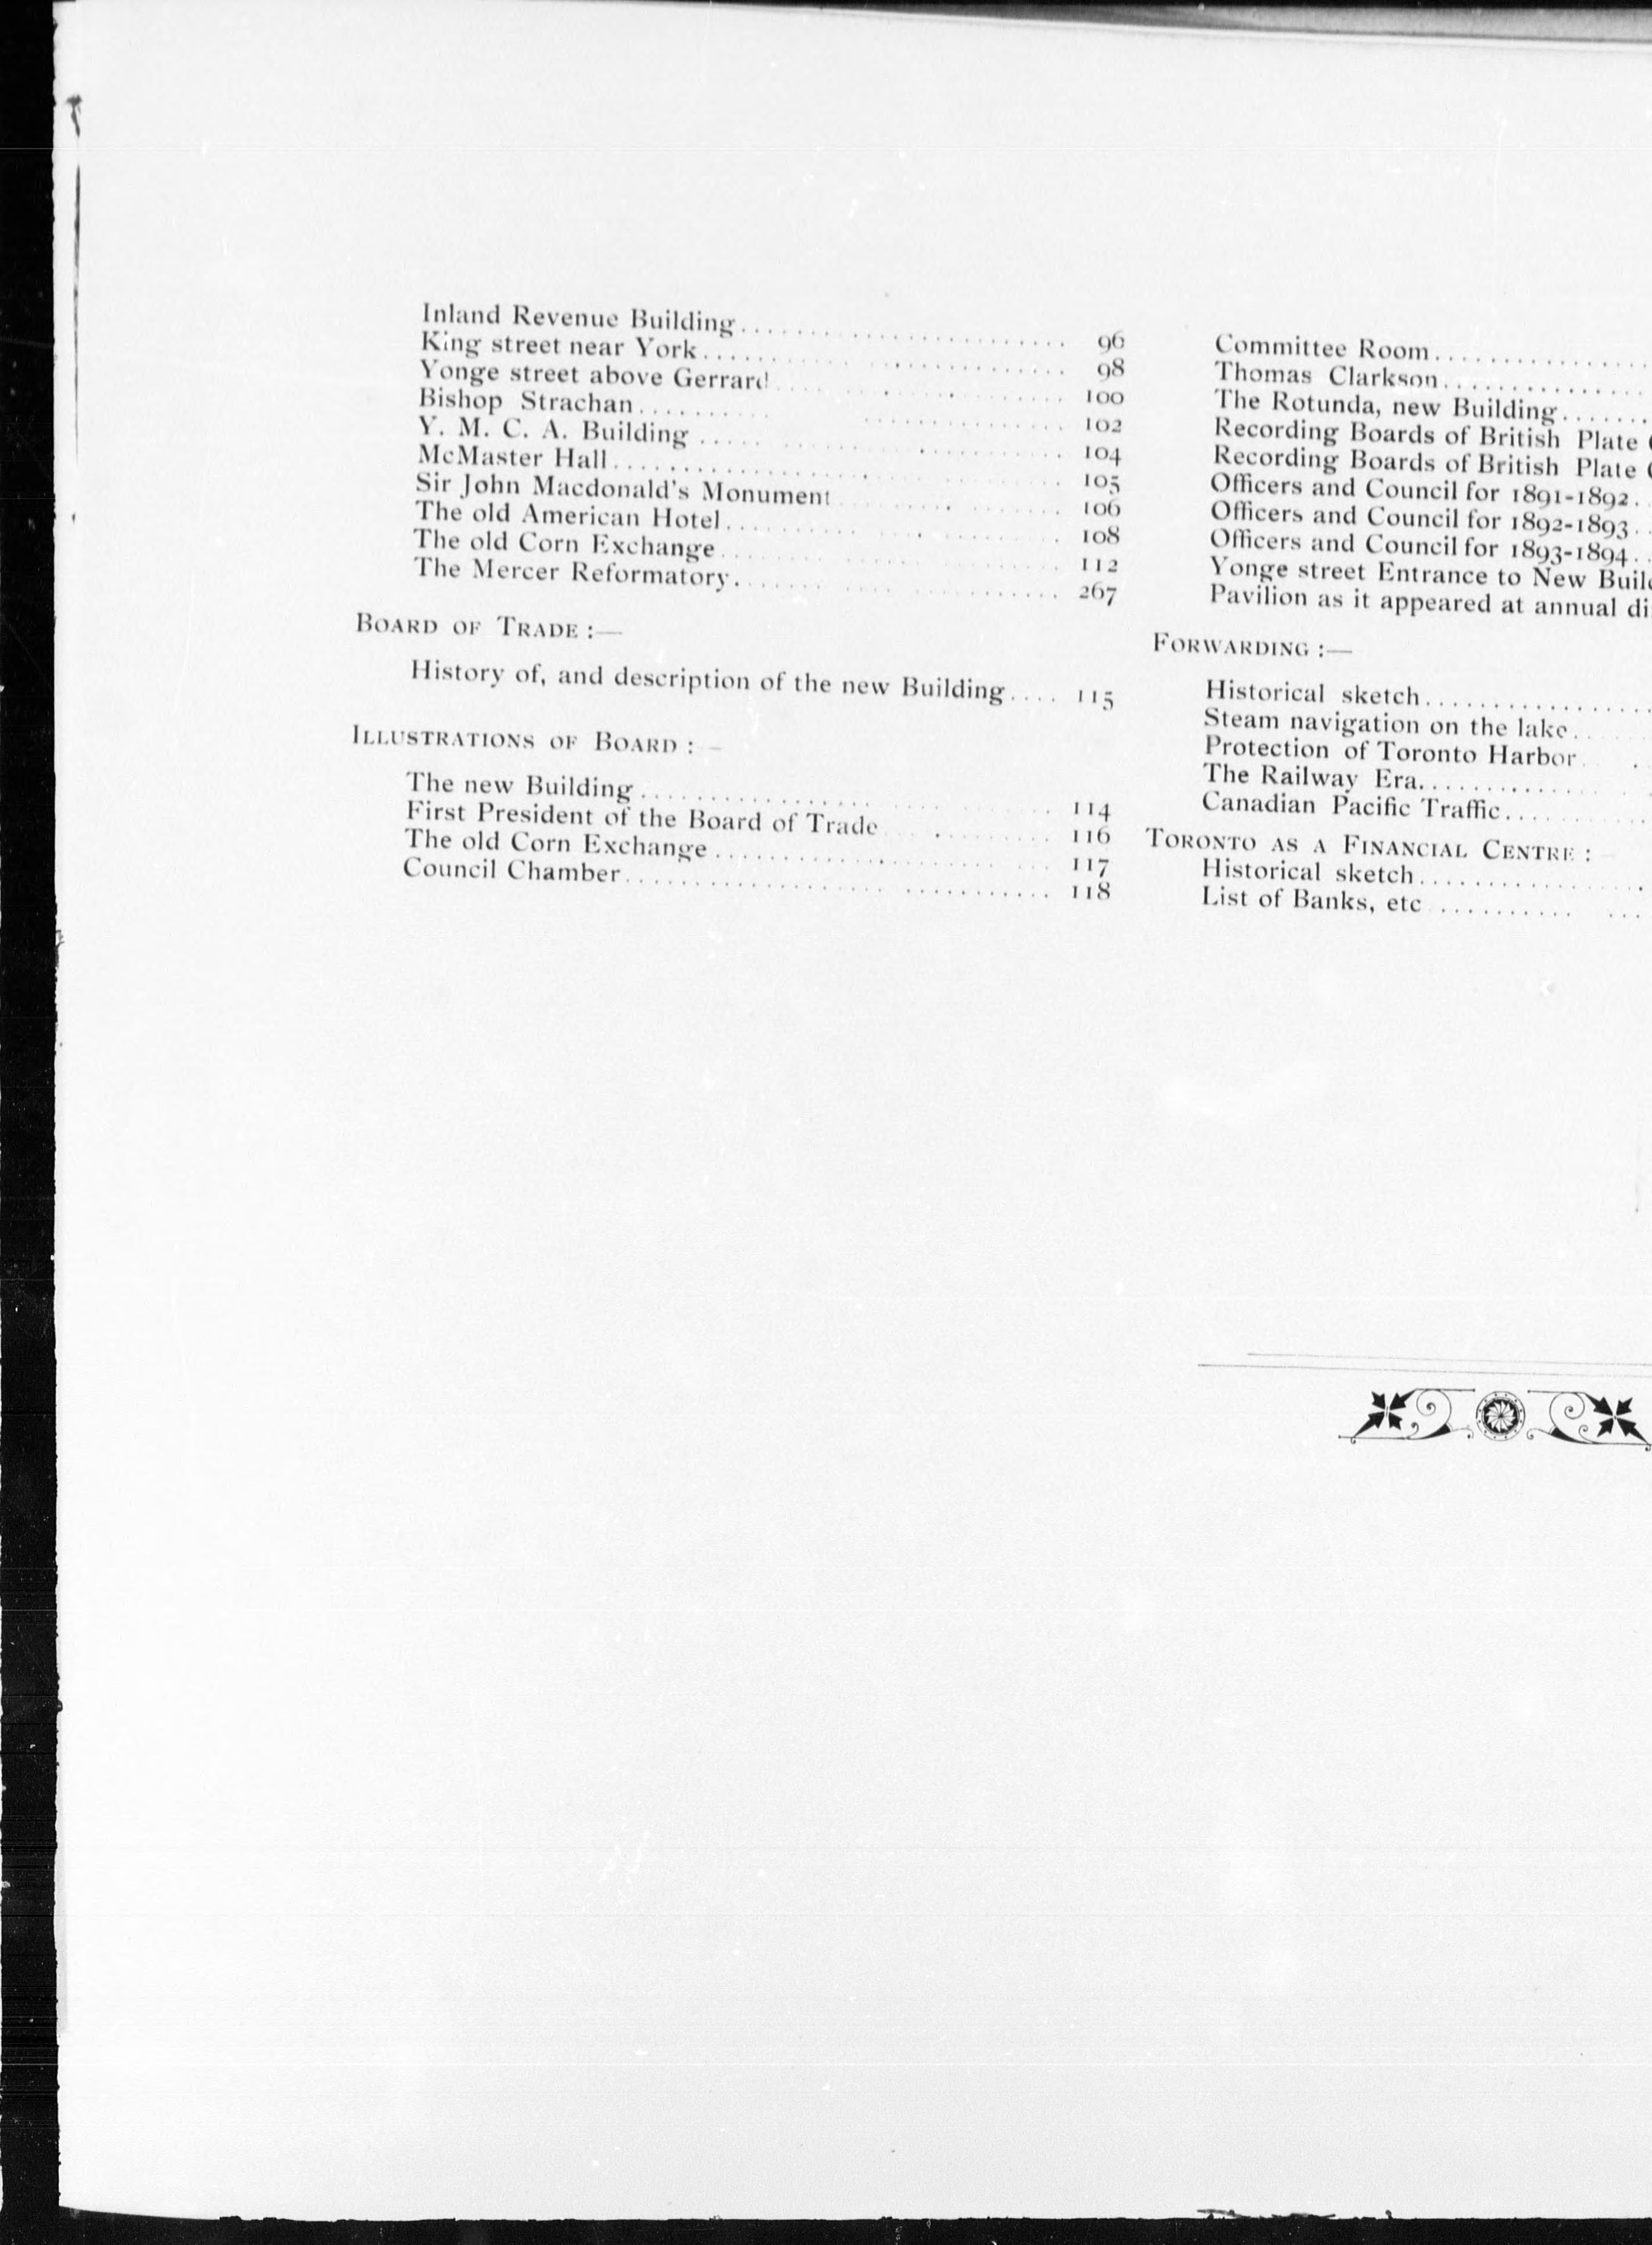 Inland Revenue Building.......... 96
King street near York.......... 98
Yonge street above Gerrard.......... 100
Bishop Strachan.......... 102
Y. M. C. A. Building.......... 104
McMaster Hall.......... 105
Sir John Macdonald's Monument.......... 106
The old American Hotel.......... 108
The old Corn Exchange.......... 112
The Mercer Reformatory.......... 267
BOARD OF TRADE :—
History of, and description of the new Building.... 115
ILLUSTRATIONS OF BOARD :—
The new Building.......... 114
First President of the Board of Trade.......... 116
The old Corn Exchange.......... 117
Council Chamber.......... 118
Committee Room..........
Thomas Clarkson..........
The Rotunda, new Building.......
Recording Boards of British Plate
Recording Boards of British Plate
Officers and Council for 1891-1892..
Officers and Council for 1892-1893..
Officers and Council for 1893-1894..
Yonge street Entrance to New Buil
Pavilion as it appeared at annual di
FORWARDING :—
Historical sketch..........
Steam navigation on the lake..........
Protection of Toronto Harbor
The Railway Era..........
Canadian Pacific Traffic..........
TORONTO AS A FINANCIAL CENTRE :—
Historical sketch..........
List of Banks, etc ..........